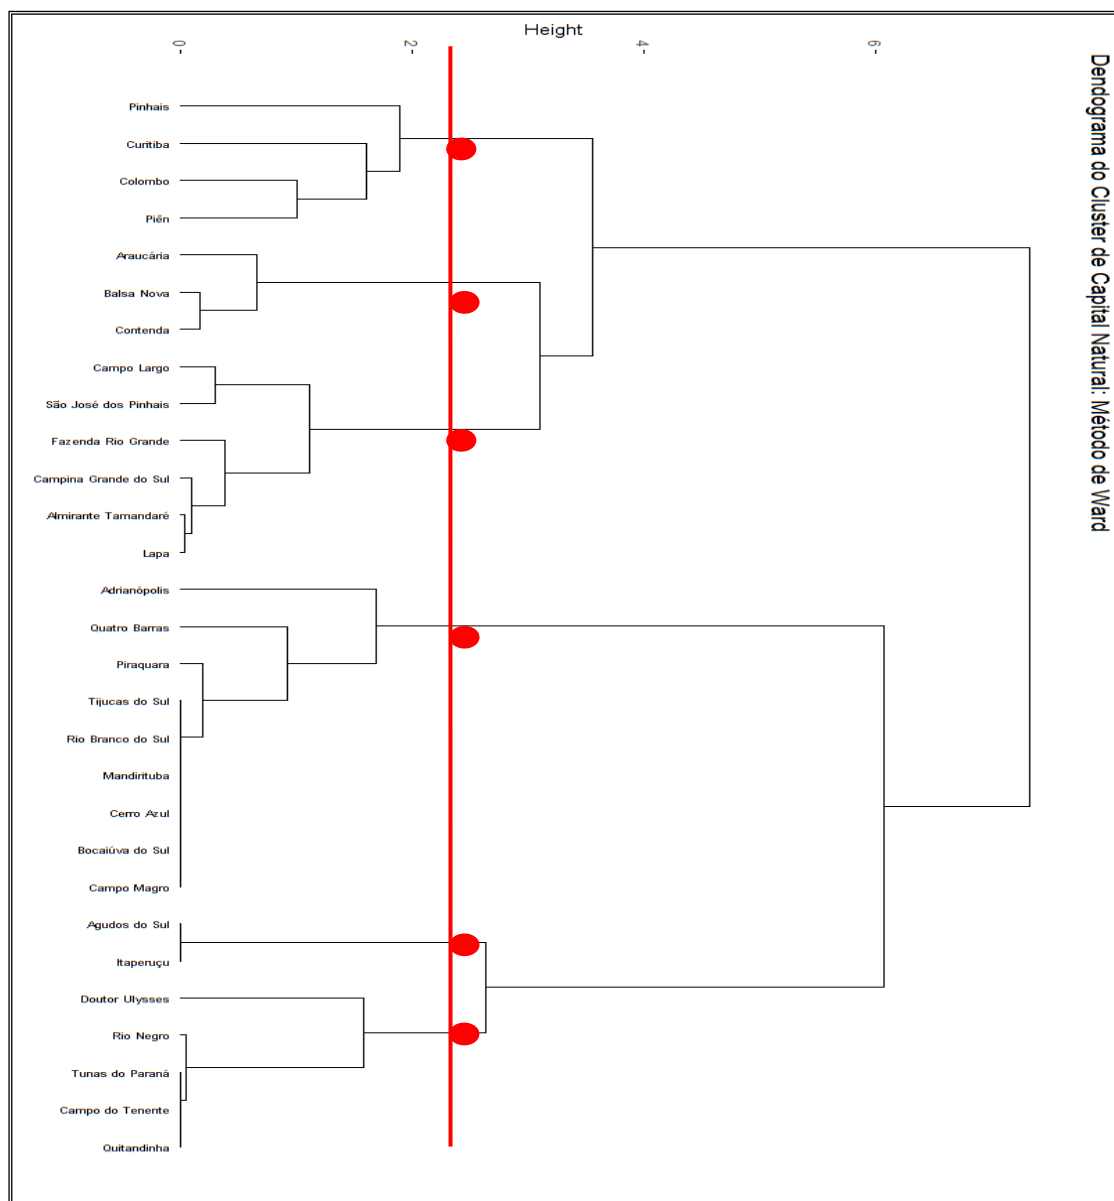 Height
0-
2-
4-
6-
Dendograma do Cluster de Capital Natural: Método de Ward
Pinhais
Curitiba
Colombo
Piên
Araucária
Balsa Nova
Contenda
Campo Largo
São José dos Pinhais
Fazenda Rio Grande
Campina Grande do Sul
Almirante Tamandaré
Lapa
Adrianópolis
Quatro Barras
Piraquara
Tijucas do Sul
Rio Branco do Sul
Mandirituba
Cerro Azul
Bocaiúva do Sul
Campo Magro
Agudos do Sul
Itaperuçu
Doutor Ulysses
Rio Negro
Tunas do Paraná
Campo do Tenente
Quitandinha